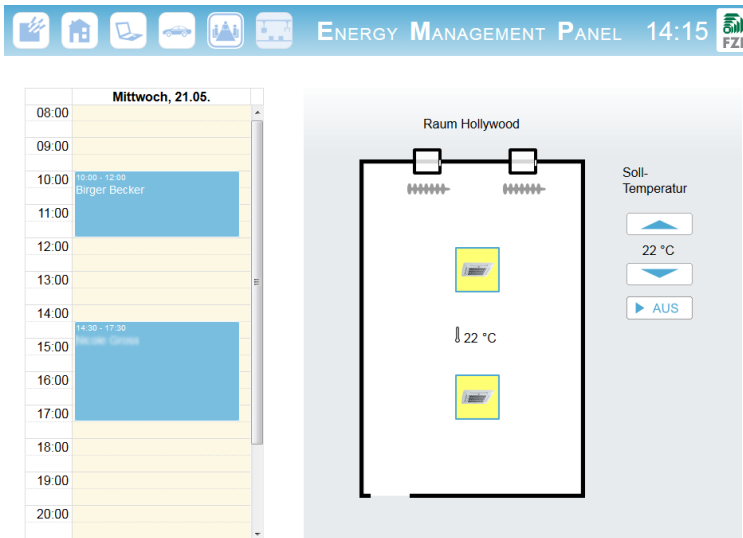 ENERGY MANAGEMENT PANEL 14:15
FZI
Mittwoch, 21.05.
08:00
09:00
10:00
10:00 - 12:00
Birger Becker
11:00
12:00
13:00
14:00
14:30 - 17:30
15:00
16:00
17:00
18:00
19:00
20:00
Raum Hollywood
22 °C
Soll-
Temperatur
22 °C
AUS